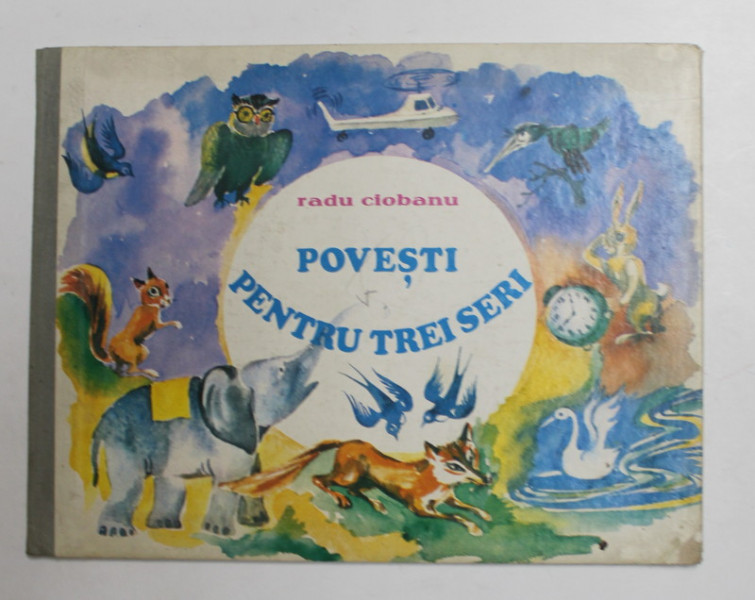 radu ciobanu
POVEȘTI
PENTRU TREI SERI